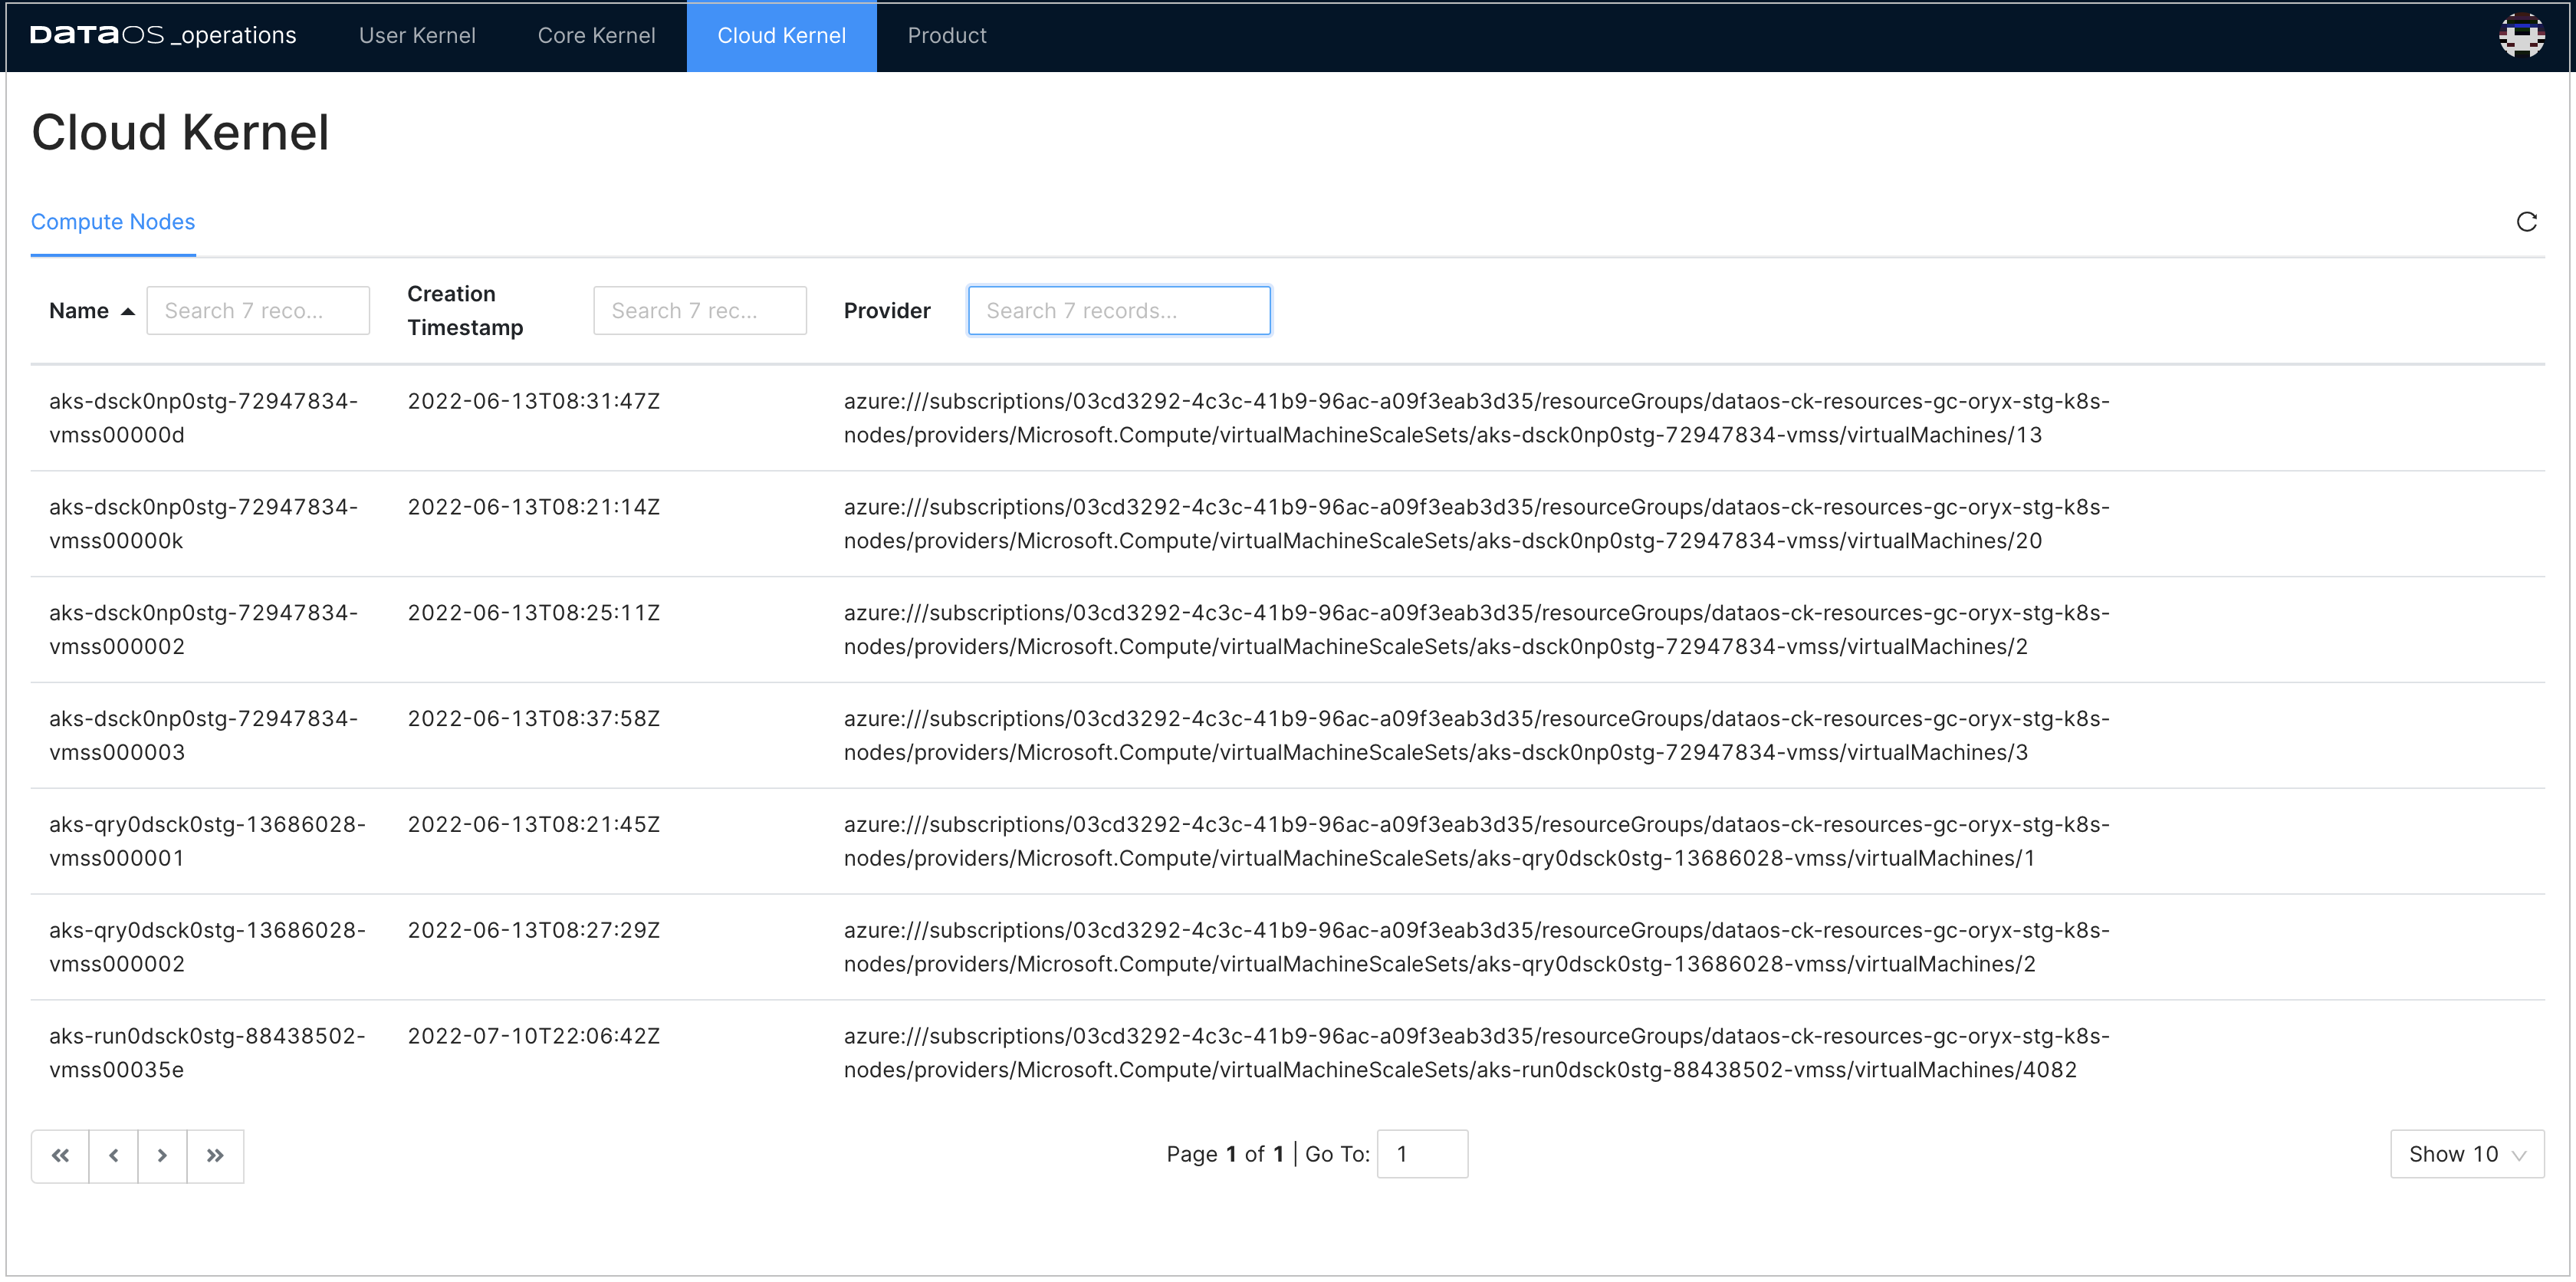 DATAOS _operations User Kernel Core Kernel Cloud Kernel Product
Cloud Kernel
Compute Nodes
Name Search 7 reco... Creation Timestamp Search 7 rec... Provider Search 7 records...
aks-dsck0np0stg-72947834- 2022-06-13T08:31:47Z azure:///subscriptions/03cd3292-4c3c-41b9-96ac-a09f3eab3d35/resourceGroups/dataos-ck-resources-gc-oryx-stg-k8s-
vmss00000d nodes/providers/Microsoft.Compute/virtualMachineScaleSets/aks-dsck0np0stg-72947834-vmss/virtualMachines/13
aks-dsck0np0stg-72947834- 2022-06-13T08:21:14Z azure:///subscriptions/03cd3292-4c3c-41b9-96ac-a09f3eab3d35/resourceGroups/dataos-ck-resources-gc-oryx-stg-k8s-
vmss00000k nodes/providers/Microsoft.Compute/virtualMachineScaleSets/aks-dsck0np0stg-72947834-vmss/virtualMachines/20
aks-dsck0np0stg-72947834- 2022-06-13T08:25:11Z azure:///subscriptions/03cd3292-4c3c-41b9-96ac-a09f3eab3d35/resourceGroups/dataos-ck-resources-gc-oryx-stg-k8s-
vmss000002 nodes/providers/Microsoft.Compute/virtualMachineScaleSets/aks-dsck0np0stg-72947834-vmss/virtualMachines/2
aks-dsck0np0stg-72947834- 2022-06-13T08:37:58Z azure:///subscriptions/03cd3292-4c3c-41b9-96ac-a09f3eab3d35/resourceGroups/dataos-ck-resources-gc-oryx-stg-k8s-
vmss000003 nodes/providers/Microsoft.Compute/virtualMachineScaleSets/aks-dsck0np0stg-72947834-vmss/virtualMachines/3
aks-qry0dsck0stg-13686028- 2022-06-13T08:21:45Z azure:///subscriptions/03cd3292-4c3c-41b9-96ac-a09f3eab3d35/resourceGroups/dataos-ck-resources-gc-oryx-stg-k8s-
vmss000001 nodes/providers/Microsoft.Compute/virtualMachineScaleSets/aks-qry0dsck0stg-13686028-vmss/virtualMachines/1
aks-qry0dsck0stg-13686028- 2022-06-13T08:27:29Z azure:///subscriptions/03cd3292-4c3c-41b9-96ac-a09f3eab3d35/resourceGroups/dataos-ck-resources-gc-oryx-stg-k8s-
vmss000002 nodes/providers/Microsoft.Compute/virtualMachineScaleSets/aks-qry0dsck0stg-13686028-vmss/virtualMachines/2
aks-run0dsck0stg-88438502- 2022-07-10T22:06:42Z azure:///subscriptions/03cd3292-4c3c-41b9-96ac-a09f3eab3d35/resourceGroups/dataos-ck-resources-gc-oryx-stg-k8s-
vmss00035e nodes/providers/Microsoft.Compute/virtualMachineScaleSets/aks-run0dsck0stg-88438502-vmss/virtualMachines/4082
« ‹ › » Page 1 of 1 | Go To: 1 Show 10